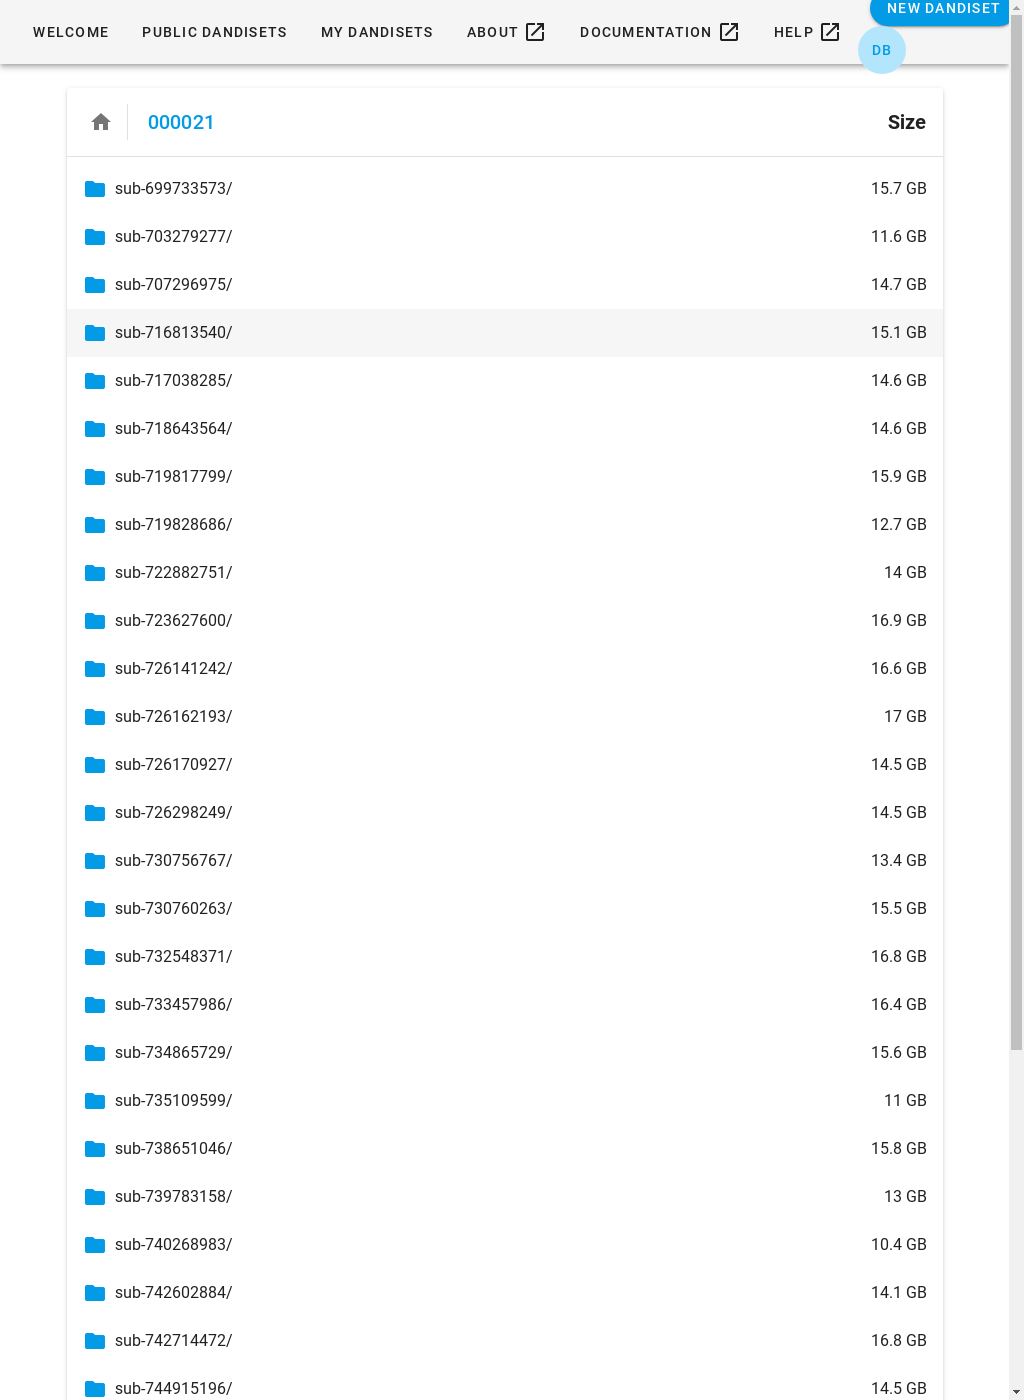 WELCOME PUBLIC DANDISETS MY DANDISETS ABOUT DOCUMENTATION HELP NEW DANDISET
DB
000021 Size
sub-699733573/ 15.7 GB
sub-703279277/ 11.6 GB
sub-707296975/ 14.7 GB
sub-716813540/ 15.1 GB
sub-717038285/ 14.6 GB
sub-718643564/ 14.6 GB
sub-719817799/ 15.9 GB
sub-719828686/ 12.7 GB
sub-722882751/ 14 GB
sub-723627600/ 16.9 GB
sub-726141242/ 16.6 GB
sub-726162193/ 17 GB
sub-726170927/ 14.5 GB
sub-726298249/ 14.5 GB
sub-730756767/ 13.4 GB
sub-730760263/ 15.5 GB
sub-732548371/ 16.8 GB
sub-733457986/ 16.4 GB
sub-734865729/ 15.6 GB
sub-735109599/ 11 GB
sub-738651046/ 15.8 GB
sub-739783158/ 13 GB
sub-740268983/ 10.4 GB
sub-742602884/ 14.1 GB
sub-742714472/ 16.8 GB
sub-744915196/ 14.5 GB